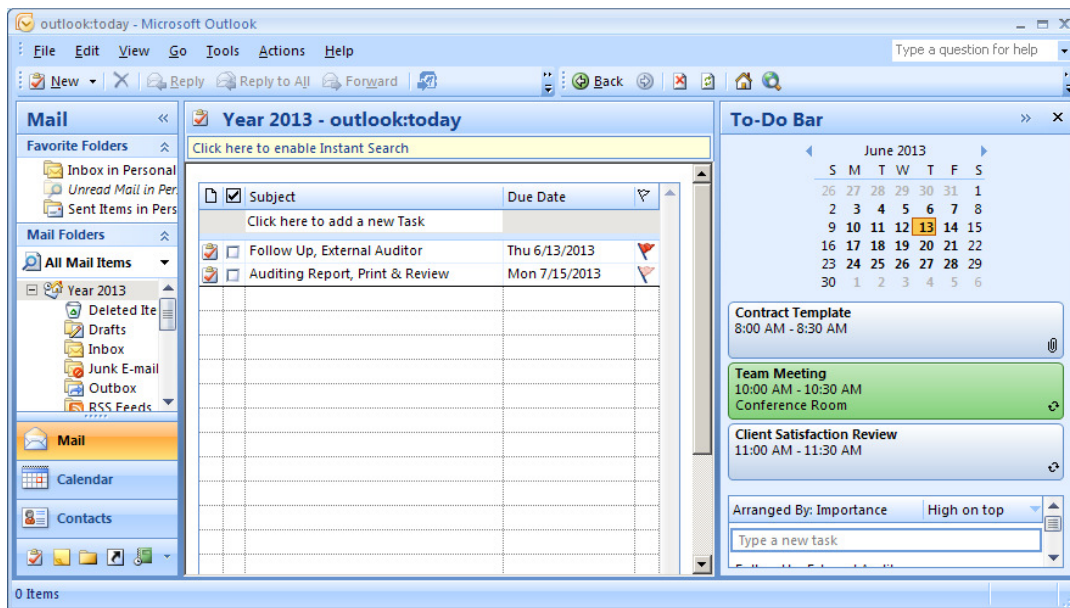 outlook:today - Microsoft Outlook
File Edit View Go Tools Actions Help
Type a question for help
New Reply Reply to All Forward Back
Mail
Favorite Folders
Inbox in Personal
Unread Mail in Per
Sent Items in Pers
Mail Folders
All Mail Items
Year 2013
Deleted Ite
Drafts
Inbox
Junk E-mail
Outbox
RSS Feeds
Mail
Calendar
Contacts
Year 2013 - outlook:today
Click here to enable Instant Search
Subject Due Date
Click here to add a new Task
Follow Up, External Auditor Thu 6/13/2013
Auditing Report, Print & Review Mon 7/15/2013
To-Do Bar
June 2013
S M T W T F S
26 27 28 29 30 31 1
2 3 4 5 6 7 8
9 10 11 12 13 14 15
16 17 18 19 20 21 22
23 24 25 26 27 28 29
30 1 2 3 4 5 6
Contract Template
8:00 AM - 8:30 AM
Team Meeting
10:00 AM - 10:30 AM
Conference Room
Client Satisfaction Review
11:00 AM - 11:30 AM
Arranged By: Importance High on top
Type a new task
0 Items